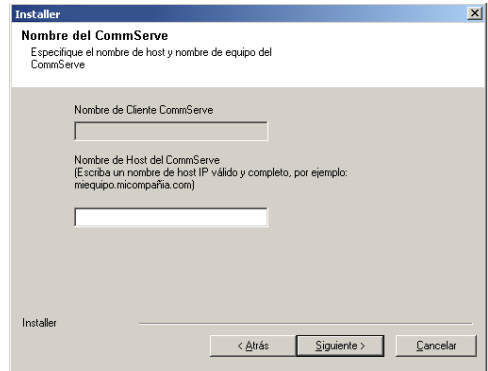 Installer
Nombre del CommServe
Especifique el nombre de host y nombre de equipo del
CommServe
Nombre de Cliente CommServe
Nombre de Host del CommServe
(Escriba un nombre de host IP válido y completo, por ejemplo:
miequipo.micompañia.com)
Installer
< Atrás
Siguiente >
Cancelar